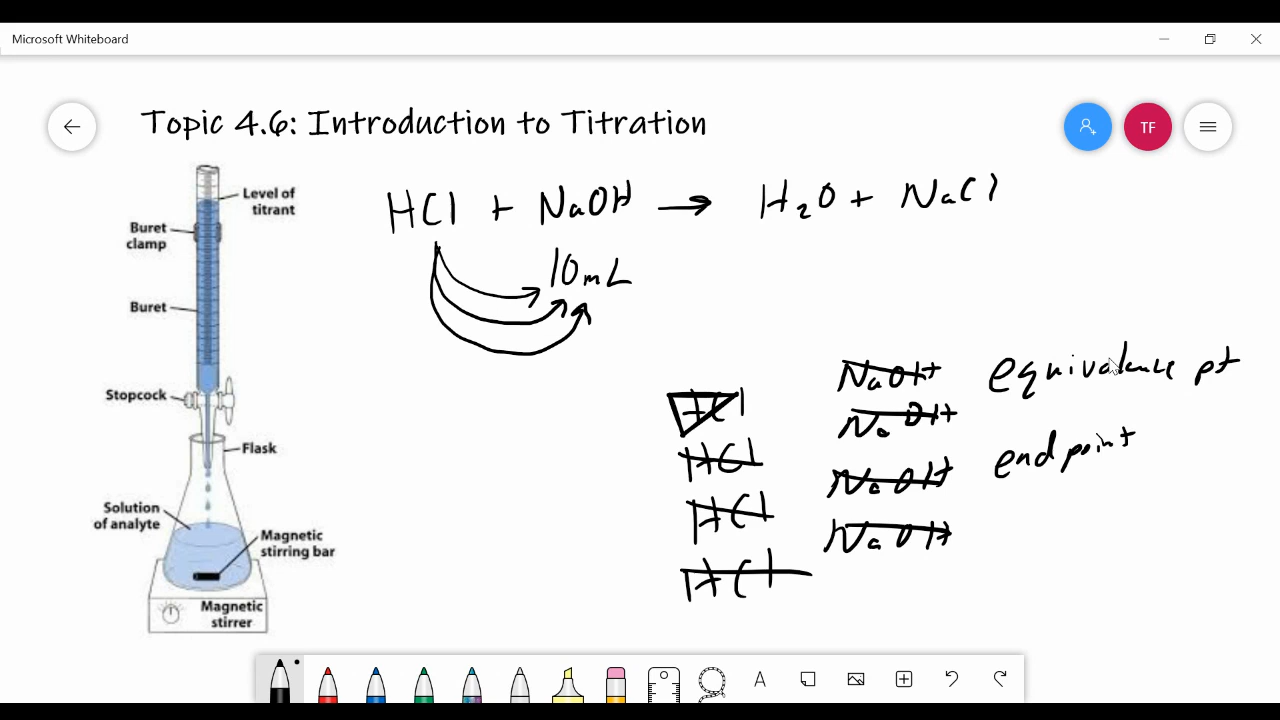 Microsoft Whiteboard
Topic 4.6: Introduction to Titration
TF
HCl + NaOH → H2O + NaCl
10mL
Level of
titrant
Buret
clamp
Buret
Stopcock
Flask
Solution
of analyte
Magnetic
stirring bar
Magnetic
stirrer
HCl
HCl
HCl
HCl
NaOH
NaOH
NaOH
NaOH
equivalence pt
endpoint
A